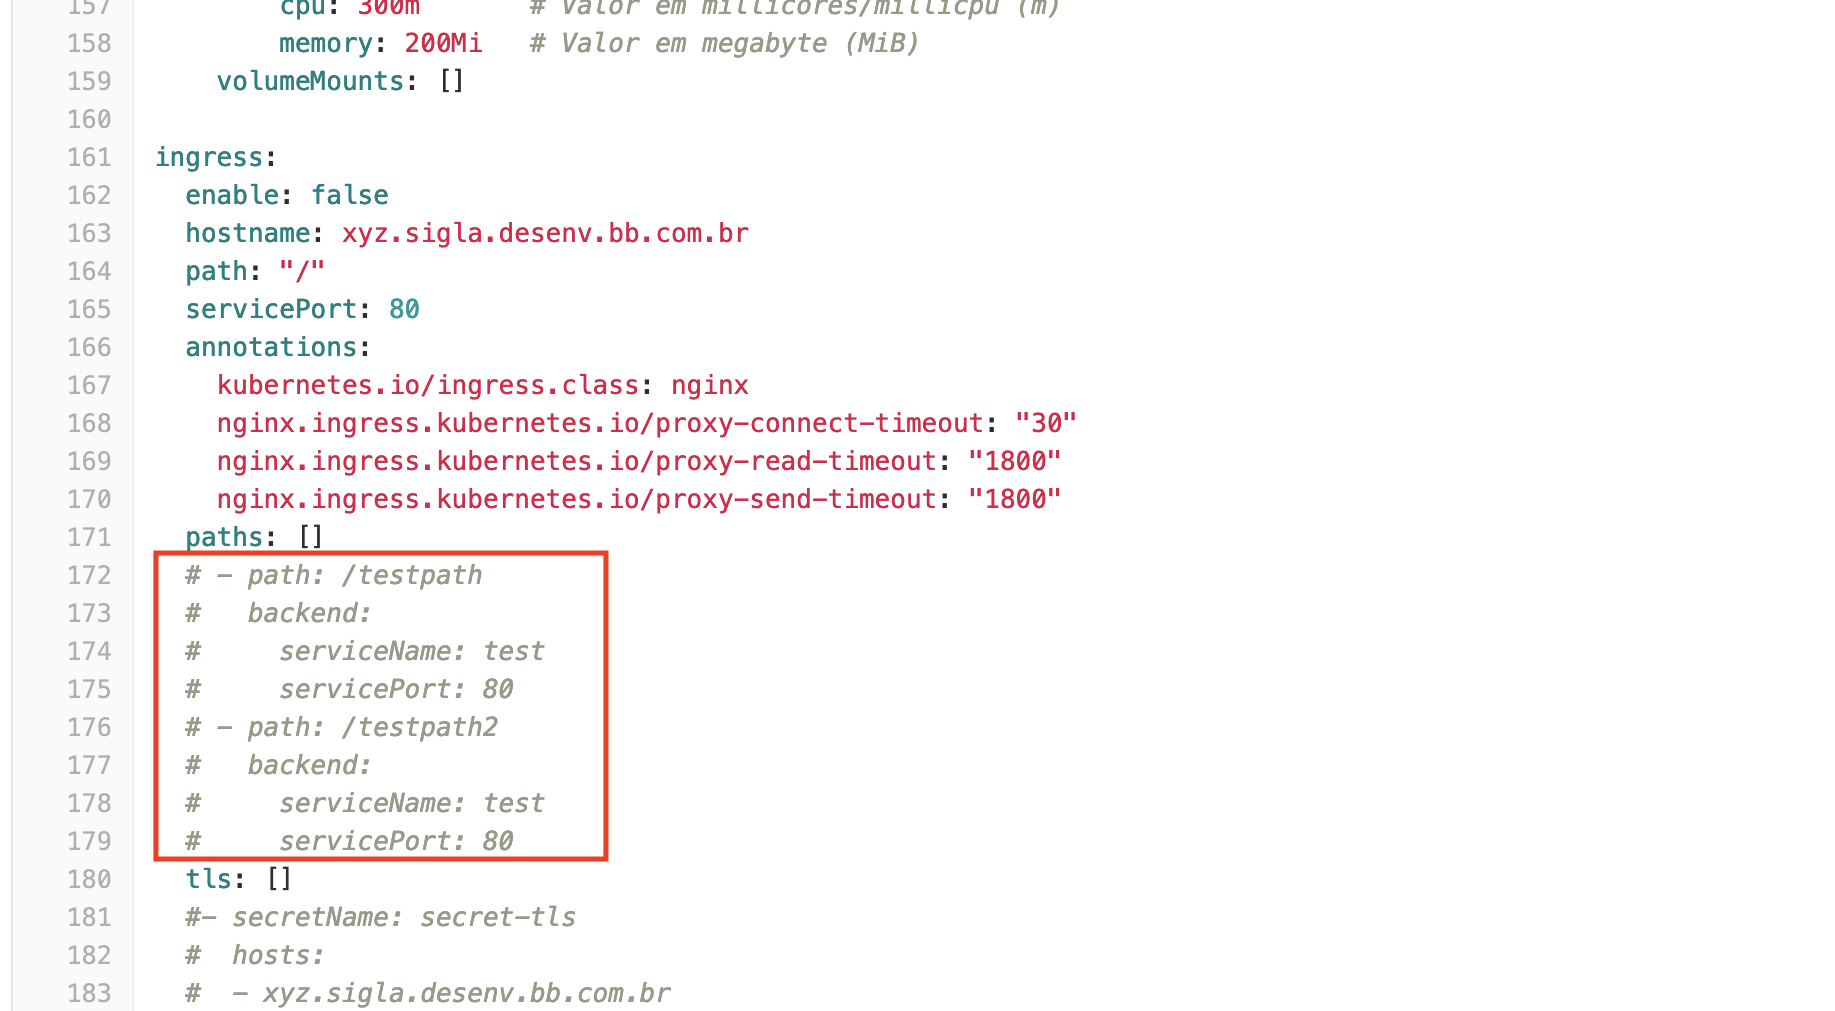 157 cpu: 300m # Valor em millicores/millicpu (m)
158 memory: 200Mi # Valor em megabyte (MiB)
159 volumeMounts: []
160
161 ingress:
162 enable: false
163 hostname: xyz.sigla.desenv.bb.com.br
164 path: "/"
165 servicePort: 80
166 annotations:
167 kubernetes.io/ingress.class: nginx
168 nginx.ingress.kubernetes.io/proxy-connect-timeout: "30"
169 nginx.ingress.kubernetes.io/proxy-read-timeout: "1800"
170 nginx.ingress.kubernetes.io/proxy-send-timeout: "1800"
171 paths: []
172 # - path: /testpath
173 # backend:
174 # serviceName: test
175 # servicePort: 80
176 # - path: /testpath2
177 # backend:
178 # serviceName: test
179 # servicePort: 80
180 tls: []
181 #- secretName: secret-tls
182 # hosts:
183 # - xyz.sigla.desenv.bb.com.br